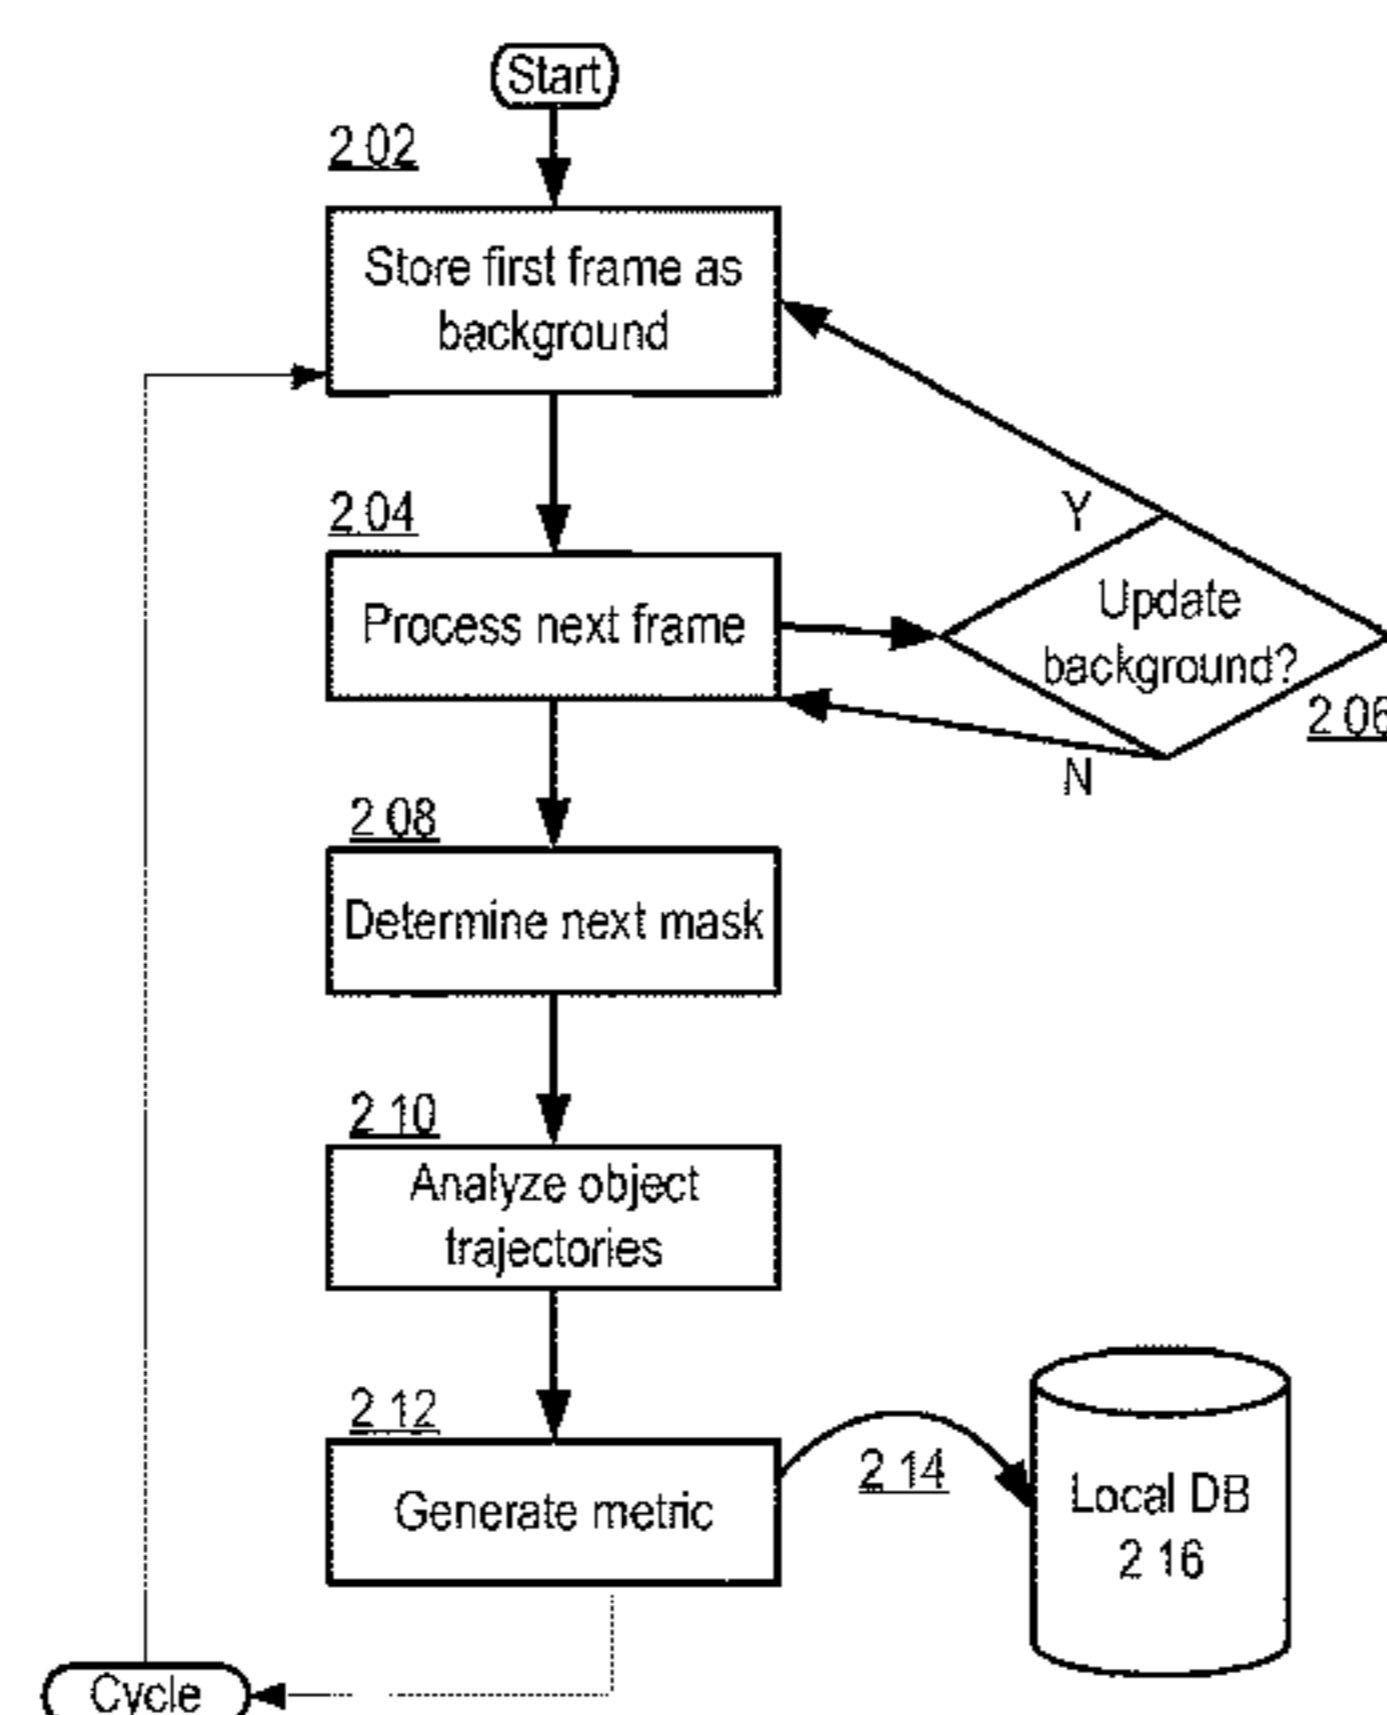 Start
2.02
Store first frame as
background
2.04
Process next frame
Y
Update
background?
2.06
N
2.08
Determine next mask
2.10
Analyze object
trajectories
2.12
Generate metric
2.14
Local DB
2.16
Cycle